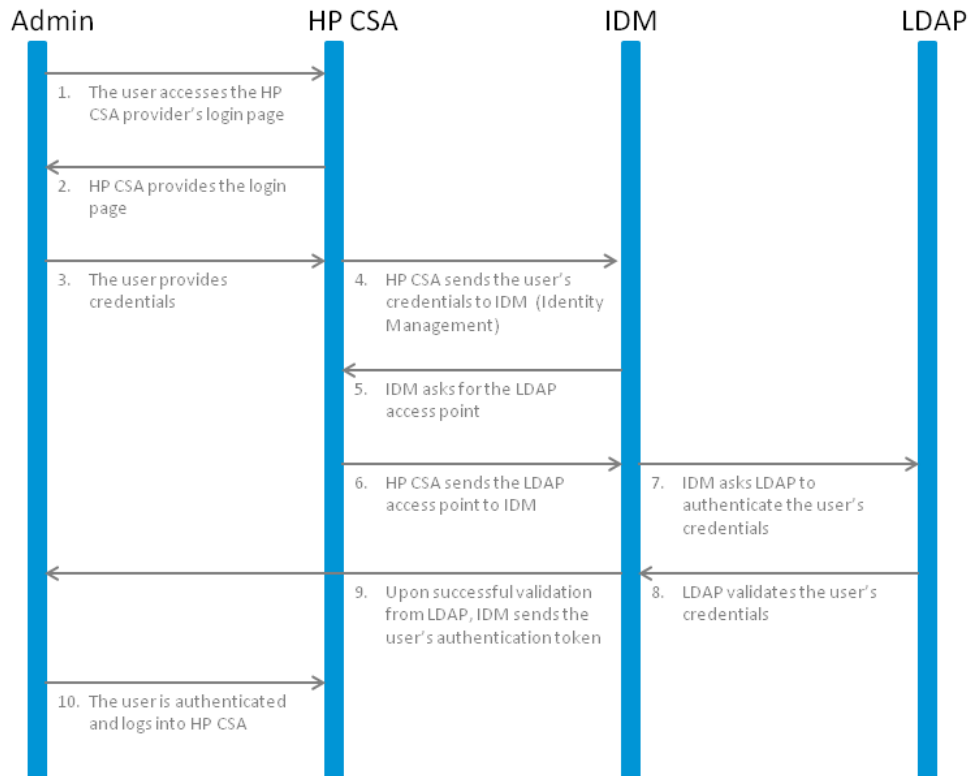 Admin
HP CSA
IDM
LDAP
1. The user accesses the HP
CSA provider's login page
2. HP CSA provides the login
page
3. The user provides
credentials
4. HP CSA sends the user's
credentials to IDM (Identity
Management)
5. IDM asks for the LDAP
access point
6. HP CSA sends the LDAP
access point to IDM
7. IDM asks LDAP to
authenticate the user's
credentials
8. LDAP validates the user's
credentials
9. Upon successful validation
from LDAP, IDM sends the
user's authentication token
10. The user is authenticated
and logs into HP CSA